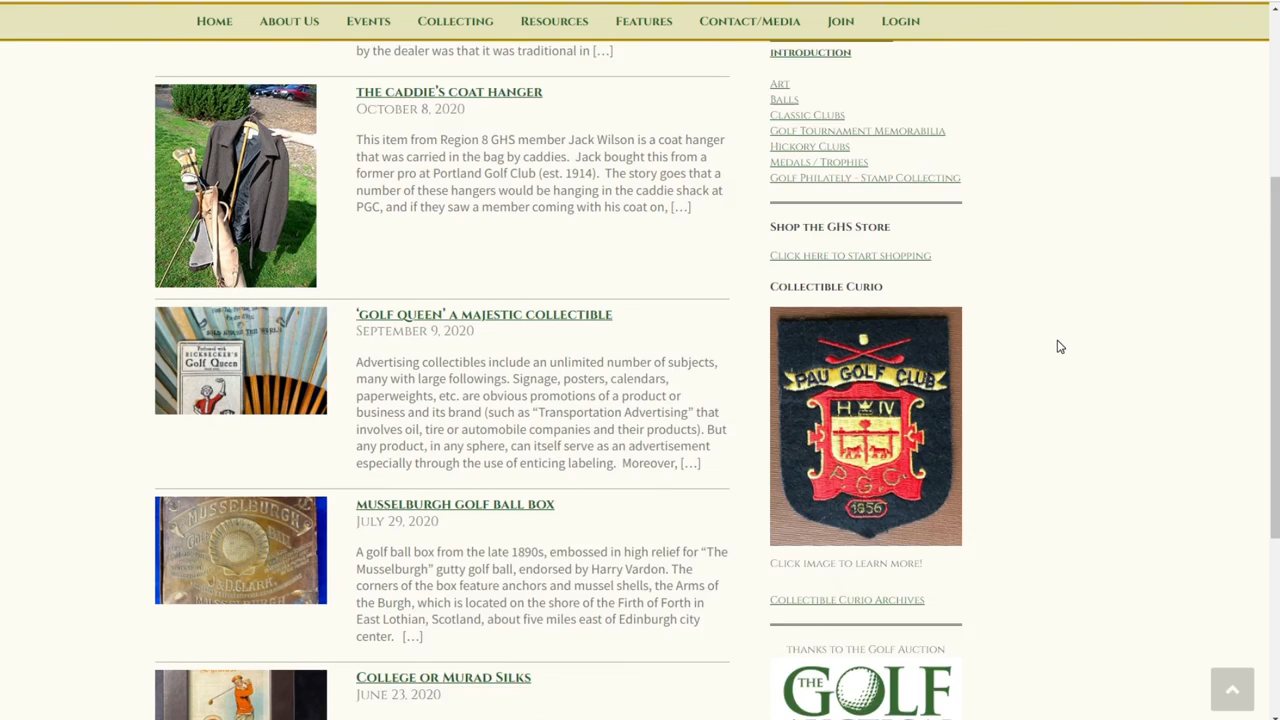 Home About Us Events Collecting Resources Features Contact/Media Join Login
by the dealer was that it was traditional in […]
The Caddie's Coat Hanger
October 8, 2020
This item from Region 8 GHS member Jack Wilson is a coat hanger
that was carried in the bag by caddies. Jack bought this from a
former pro at Portland Golf Club (est. 1914). The story goes that a
number of these hangers would be hanging in the caddie shack at
PGC, and if they saw a member coming with his coat on, […]
‘Golf Queen’ A Majestic Collectible
September 9, 2020
Performed with
RICKSECKER'S
Golf Queen
Advertising collectibles include an unlimited number of subjects,
many with large followings. Signage, posters, calendars,
paperweights, etc. are obvious promotions of a product or
business and its brand (such as “Transportation Advertising” that
involves oil, tire or automobile companies and their products). But
any product, in any sphere, can itself serve as an advertisement
especially through the use of enticing labeling. Moreover, […]
Musselburgh Golf Ball Box
July 29, 2020
MUSSELBURGH
J&D.CLARK.
MUSSELBURGH
A golf ball box from the late 1890s, embossed in high relief for “The
Musselburgh” gutty golf ball, endorsed by Harry Vardon. The
corners of the box feature anchors and mussel shells, the Arms of
the Burgh, which is located on the shore of the Firth of Forth in
East Lothian, Scotland, about five miles east of Edinburgh city
center. […]
College or Murad Silks
June 23, 2020
Introduction
Art
Balls
Classic Clubs
Golf Tournament Memorabilia
Hickory Clubs
Medals / Trophies
Golf Philately - Stamp Collecting
Shop the GHS Store
Click here to start shopping
Collectible Curio
PAU GOLF CLUB
H IV
P.G.C.
1856
Click image to learn more!
Collectible Curio Archives
Thanks to the Golf Auction
THE GOLF
AUCTION